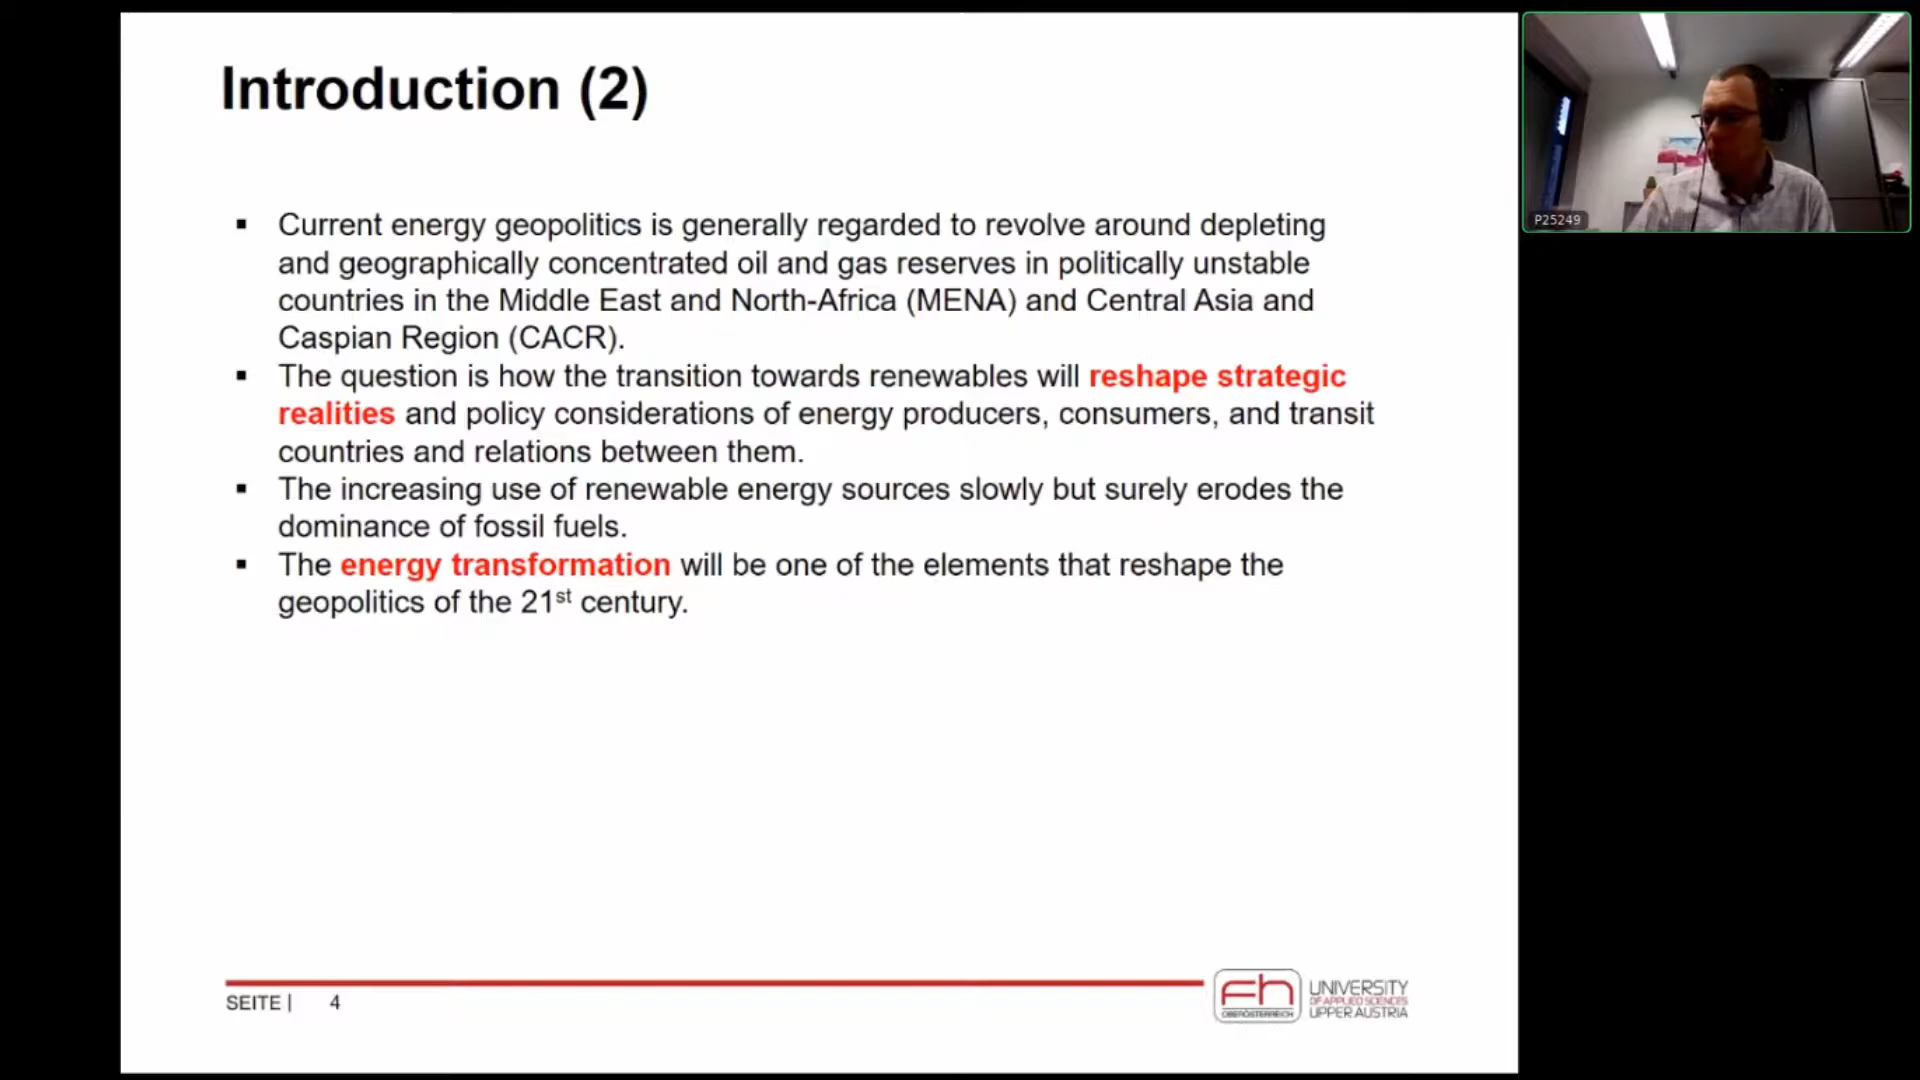 Introduction (2)
▪ Current energy geopolitics is generally regarded to revolve around depleting
and geographically concentrated oil and gas reserves in politically unstable
countries in the Middle East and North-Africa (MENA) and Central Asia and
Caspian Region (CACR).
▪ The question is how the transition towards renewables will reshape strategic
realities and policy considerations of energy producers, consumers, and transit
countries and relations between them.
▪ The increasing use of renewable energy sources slowly but surely erodes the
dominance of fossil fuels.
▪ The energy transformation will be one of the elements that reshape the
geopolitics of the 21st century.
SEITE | 4
fh
OBERÖSTERREICH
UNIVERSITY
OF APPLIED SCIENCES
UPPER AUSTRIA
P25249